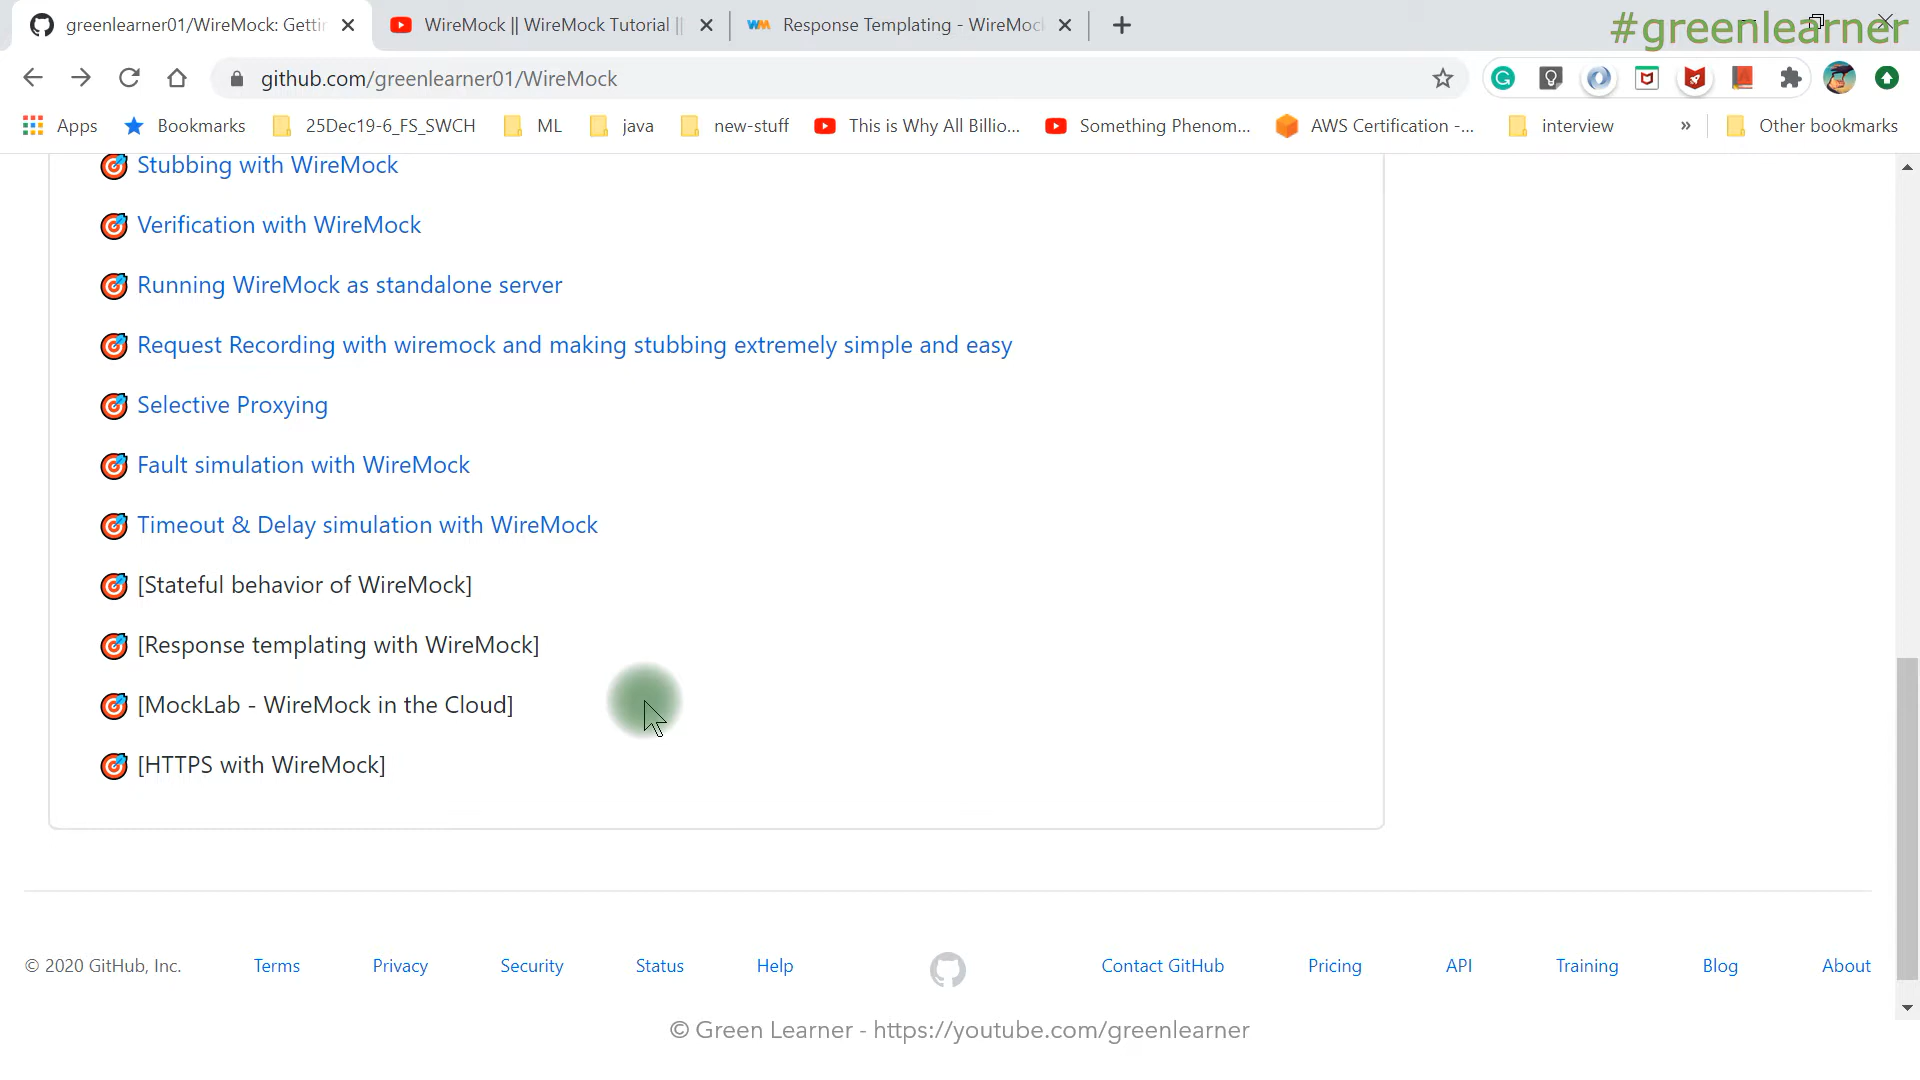 greenlearner01/WireMock: Gettin
WireMock || WireMock Tutorial ||
Response Templating - WireMock
#greenlearner
github.com/greenlearner01/WireMock
Apps
Bookmarks
25Dec19-6_FS_SWCH
ML
java
new-stuff
This is Why All Billio...
Something Phenom...
AWS Certification -...
interview
»
Other bookmarks
Stubbing with WireMock
Verification with WireMock
Running WireMock as standalone server
Request Recording with wiremock and making stubbing extremely simple and easy
Selective Proxying
Fault simulation with WireMock
Timeout & Delay simulation with WireMock
[Stateful behavior of WireMock]
[Response templating with WireMock]
[MockLab - WireMock in the Cloud]
[HTTPS with WireMock]
© 2020 GitHub, Inc.
Terms
Privacy
Security
Status
Help
Contact GitHub
Pricing
API
Training
Blog
About
© Green Learner - https://youtube.com/greenlearner